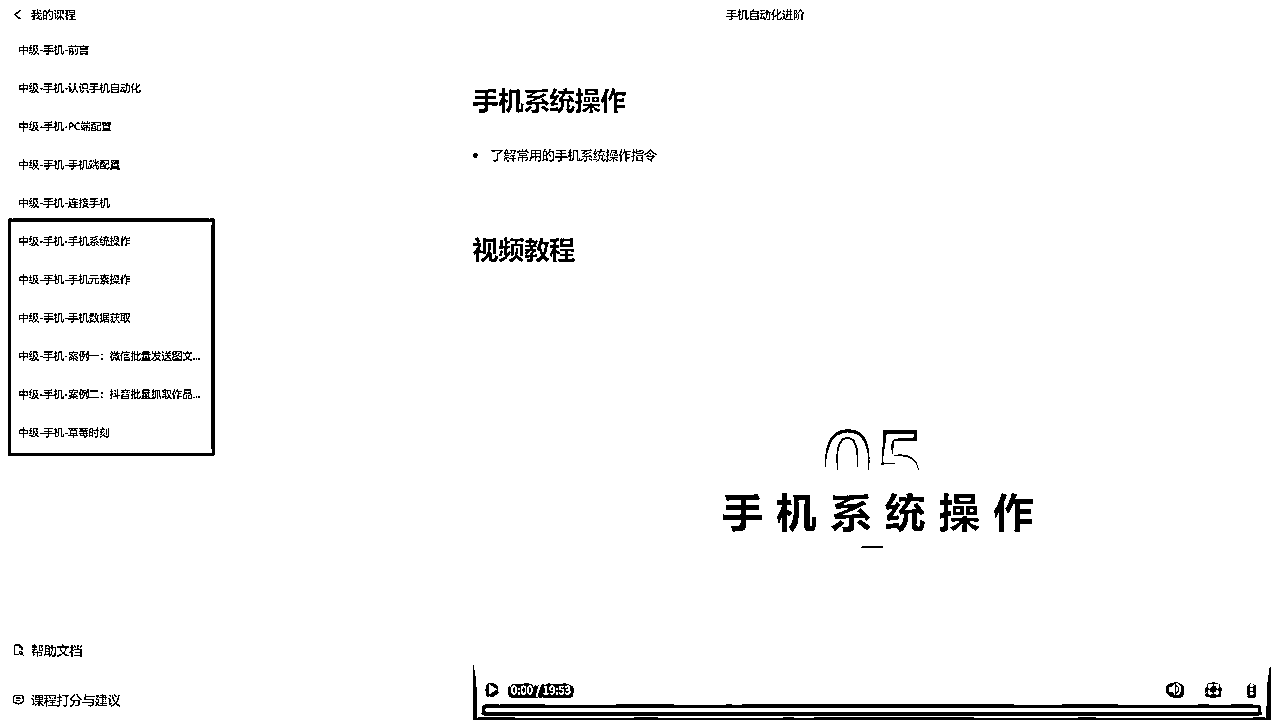 我的课程
手机自动化进阶
中级-手机-前言
中级-手机-认识手机自动化
中级-手机-PC端配置
中级-手机-手机端配置
中级-手机-连接手机
中级-手机-手机系统操作
中级-手机-手机元素操作
中级-手机-手机数据获取
中级-手机-案例一：微信批量发送图文...
中级-手机-案例二：抖音批量抓取作品...
中级-手机-草莓时刻
帮助文档
课程打分与建议
手机系统操作
• 了解常用的手机系统操作指令
视频教程
05
手机系统操作
0:00 / 19:53